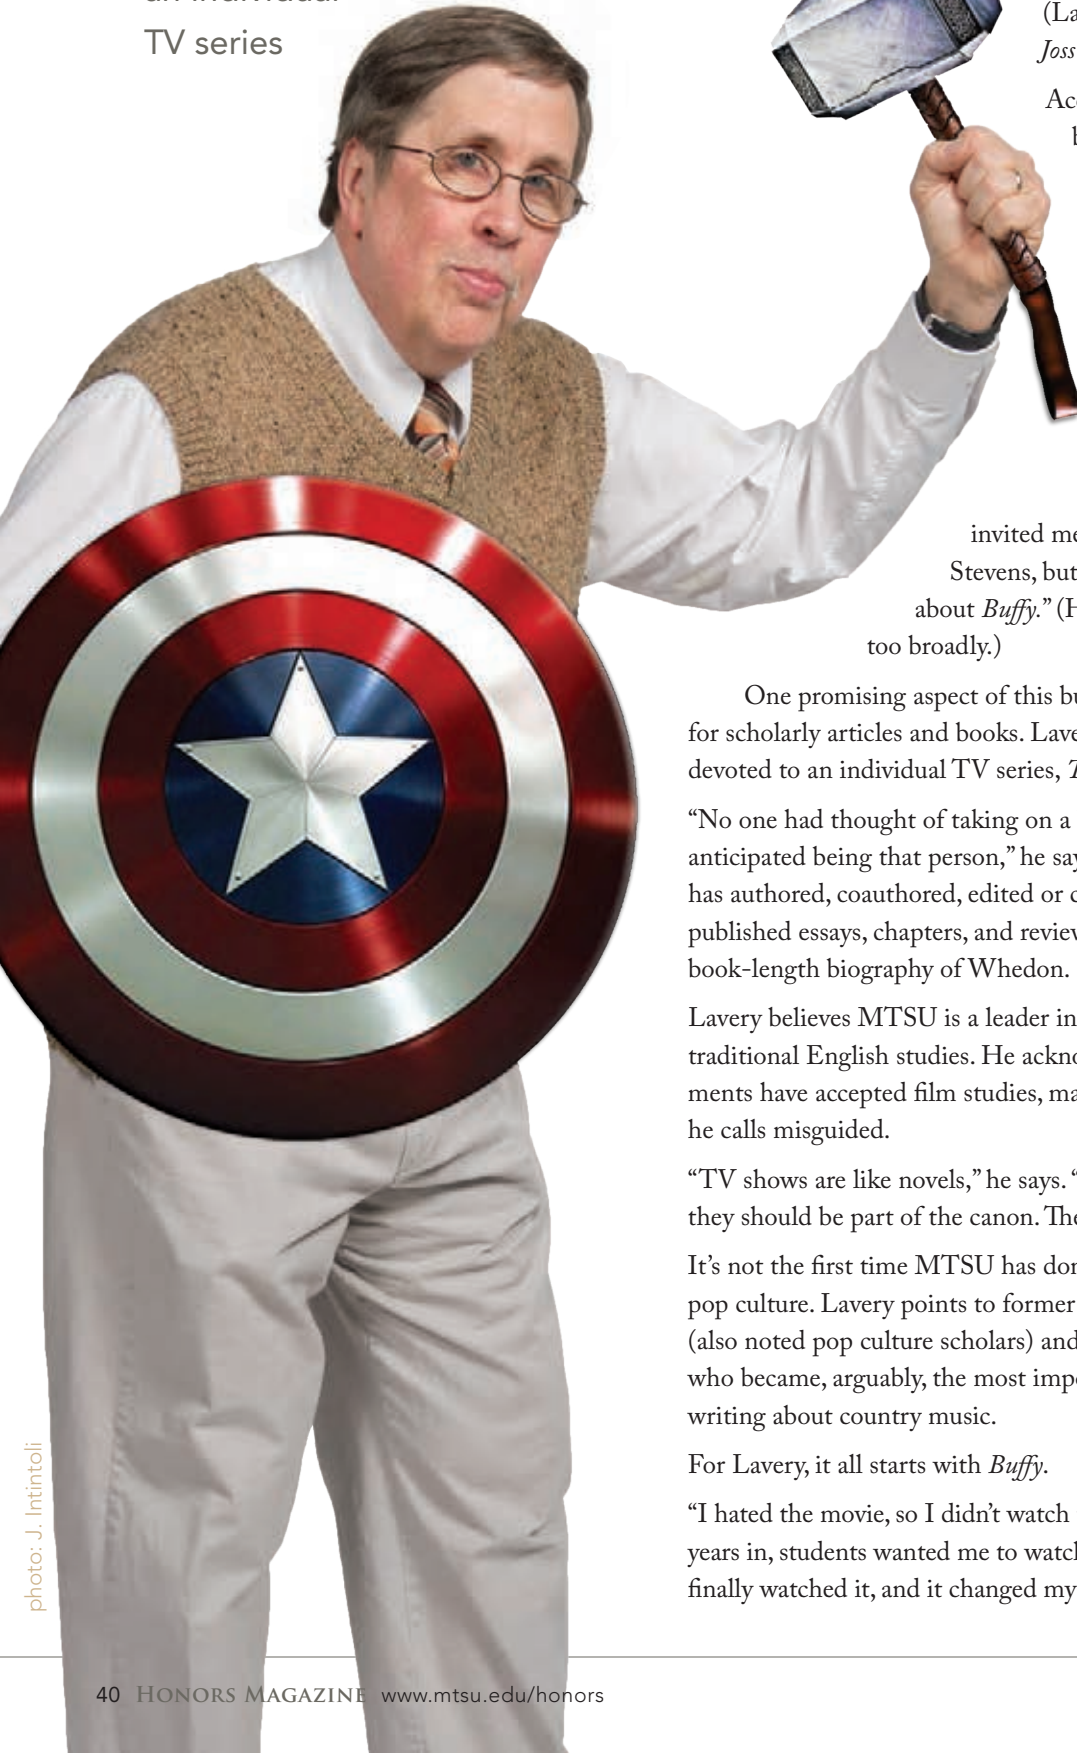 TV series
(La
Joss
Acc
invited me
Stevens, but
about Buffy.” (H
too broadly.)
One promising aspect of this bu
for scholarly articles and books. Lave
devoted to an individual TV series, T
“No one had thought of taking on a
anticipated being that person,” he say
has authored, coauthored, edited or c
published essays, chapters, and review
book-length biography of Whedon.
Lavery believes MTSU is a leader in
traditional English studies. He ackno
ments have accepted film studies, ma
he calls misguided.
“TV shows are like novels,” he says. “
they should be part of the canon. The
It’s not the first time MTSU has don
pop culture. Lavery points to former
(also noted pop culture scholars) and
who became, arguably, the most impo
writing about country music.
For Lavery, it all starts with Buffy.
“I hated the movie, so I didn’t watch
years in, students wanted me to watch
finally watched it, and it changed my
photo: J. Intintoli
40 Honors Magazine www.mtsu.edu/honors